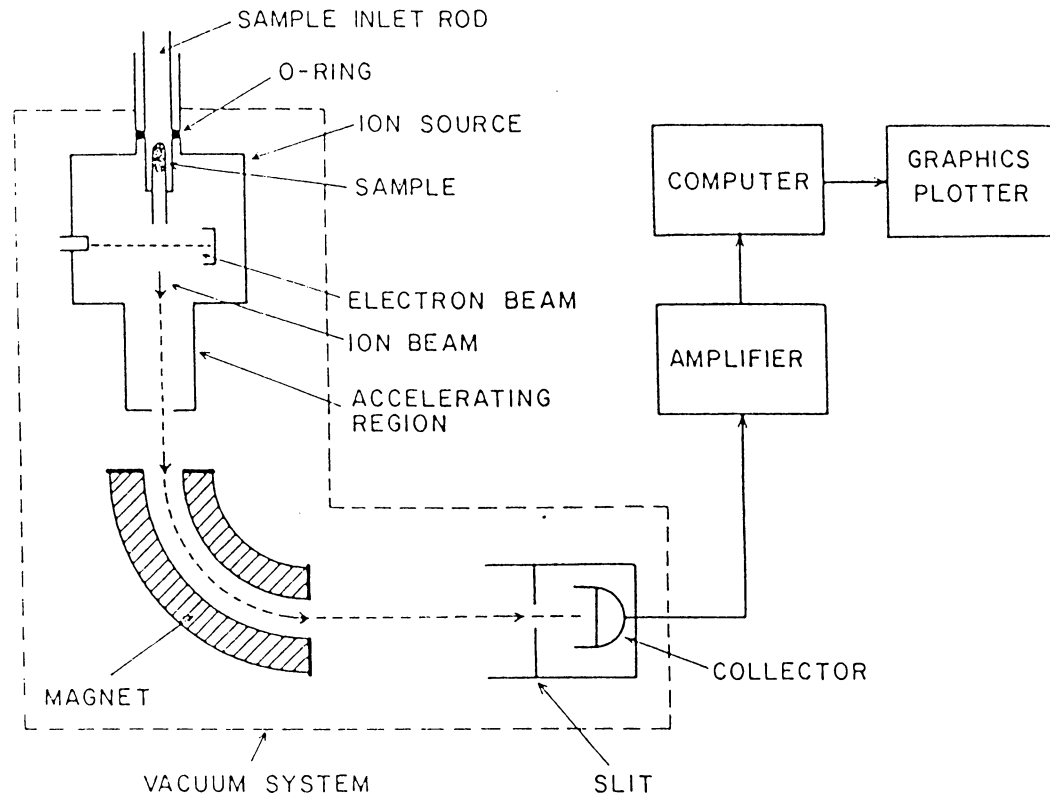 SAMPLE INLET ROD
O-RING
ION SOURCE
SAMPLE
ELECTRON BEAM
ION BEAM
ACCELERATING
REGION
COMPUTER
GRAPHICS
PLOTTER
AMPLIFIER
MAGNET
COLLECTOR
VACUUM SYSTEM
SLIT